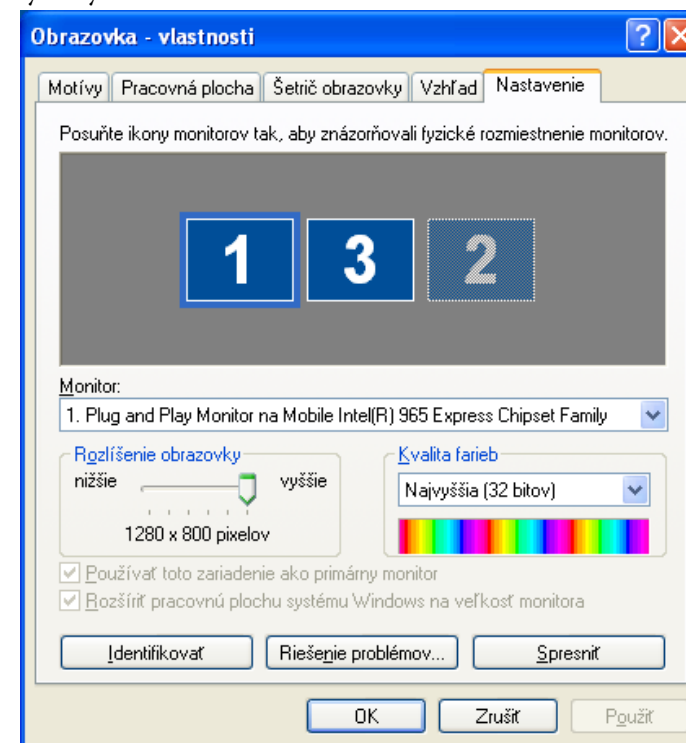 Obrazovka - vlastnosti
Motívy Pracovná plocha Šetrič obrazovky Vzhľad Nastavenie
Posuňte ikony monitorov tak, aby znázorňovali fyzické rozmiestnenie monitorov.
1 3 2
Monitor:
1. Plug and Play Monitor na Mobile Intel(R) 965 Express Chipset Family
Rozlíšenie obrazovky Kvalita farieb
nižšie vyššie Najvyššia (32 bitov)
1280 x 800 pixelov
Používať toto zariadenie ako primárny monitor
Rozšíriť pracovnú plochu systému Windows na veľkosť monitora
Identifikovať Riešenie problémov... Spresniť
OK Zrušiť Použiť